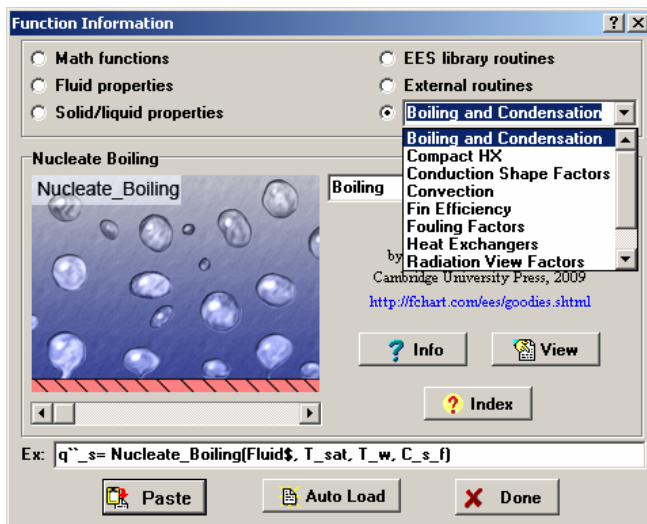 Function Information
Math functions
EES library routines
Fluid properties
External routines
Solid/liquid properties
Boiling and Condensation
Boiling and Condensation
Compact HX
Conduction Shape Factors
Convection
Fin Efficiency
Fouling Factors
Heat Exchangers
Radiation View Factors
Nucleate Boiling
Nucleate_Boiling
Boiling
by
Cambridge University Press, 2009
http://fchart.com/ees/goodies.shtml
? Info
View
? Index
Ex: q``_s= Nucleate_Boiling(Fluid$, T_sat, T_w, C_s_f)
Paste
Auto Load
Done